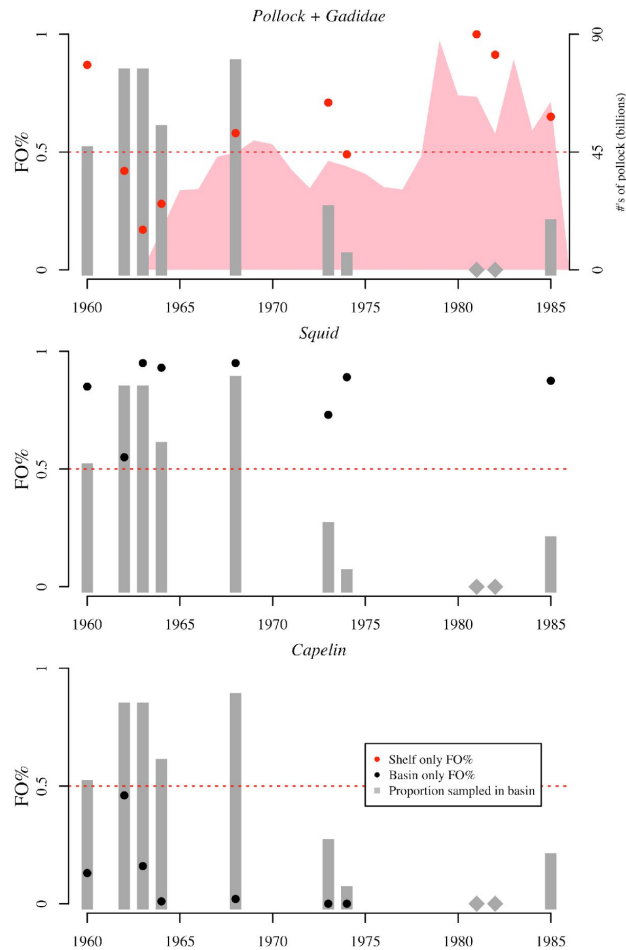 Pollock + Gadidae
1
0.5
0
FO%
90
45
0
#'s of pollock (billions)
1960 1965 1970 1975 1980 1985
Squid
1
0.5
0
FO%
1960 1965 1970 1975 1980 1985
Capelin
1
0.5
0
FO%
Shelf only FO%
Basin only FO%
Proportion sampled in basin
1960 1965 1970 1975 1980 1985